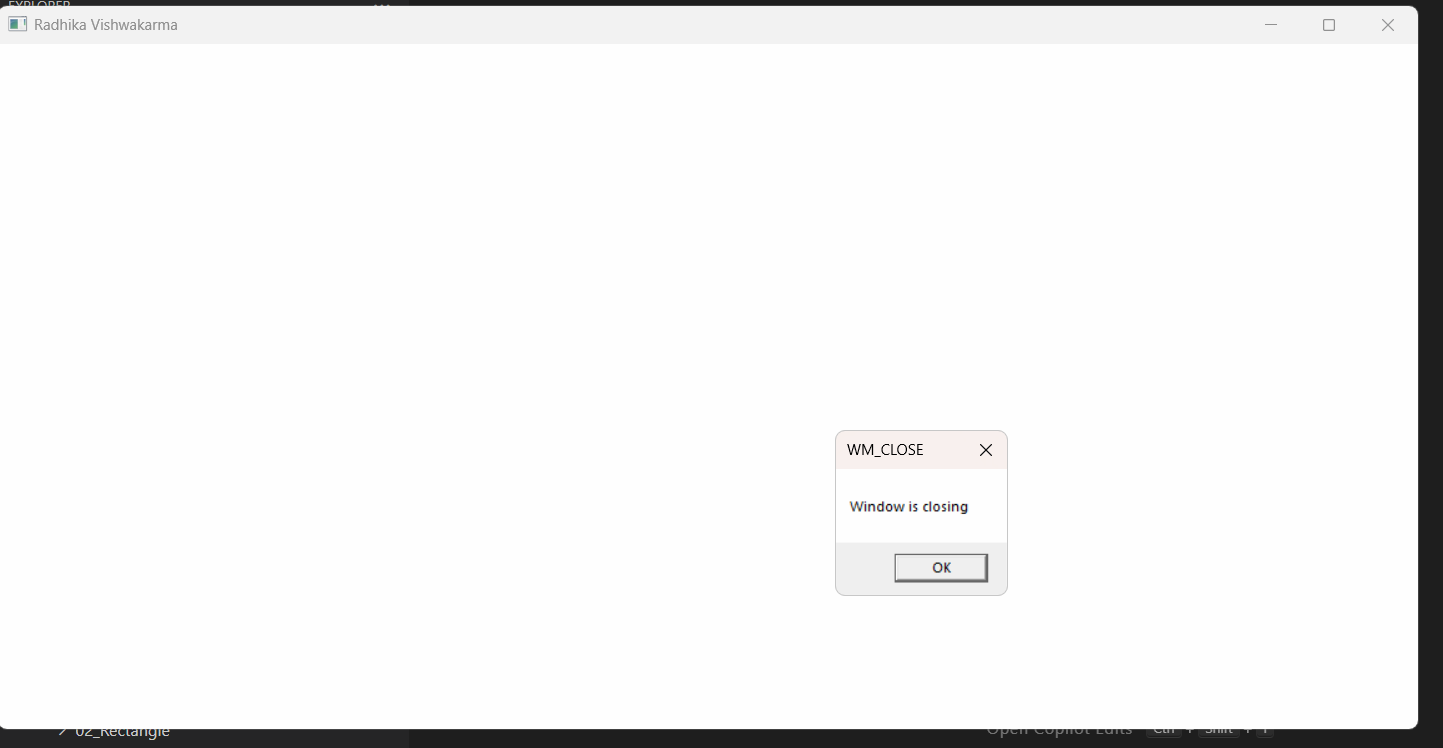 EXPLORER
Radhika Vishwakarma
WM_CLOSE
Window is closing
OK
02_Rectangle
Open Copilot Edits Ctrl + Shift + I